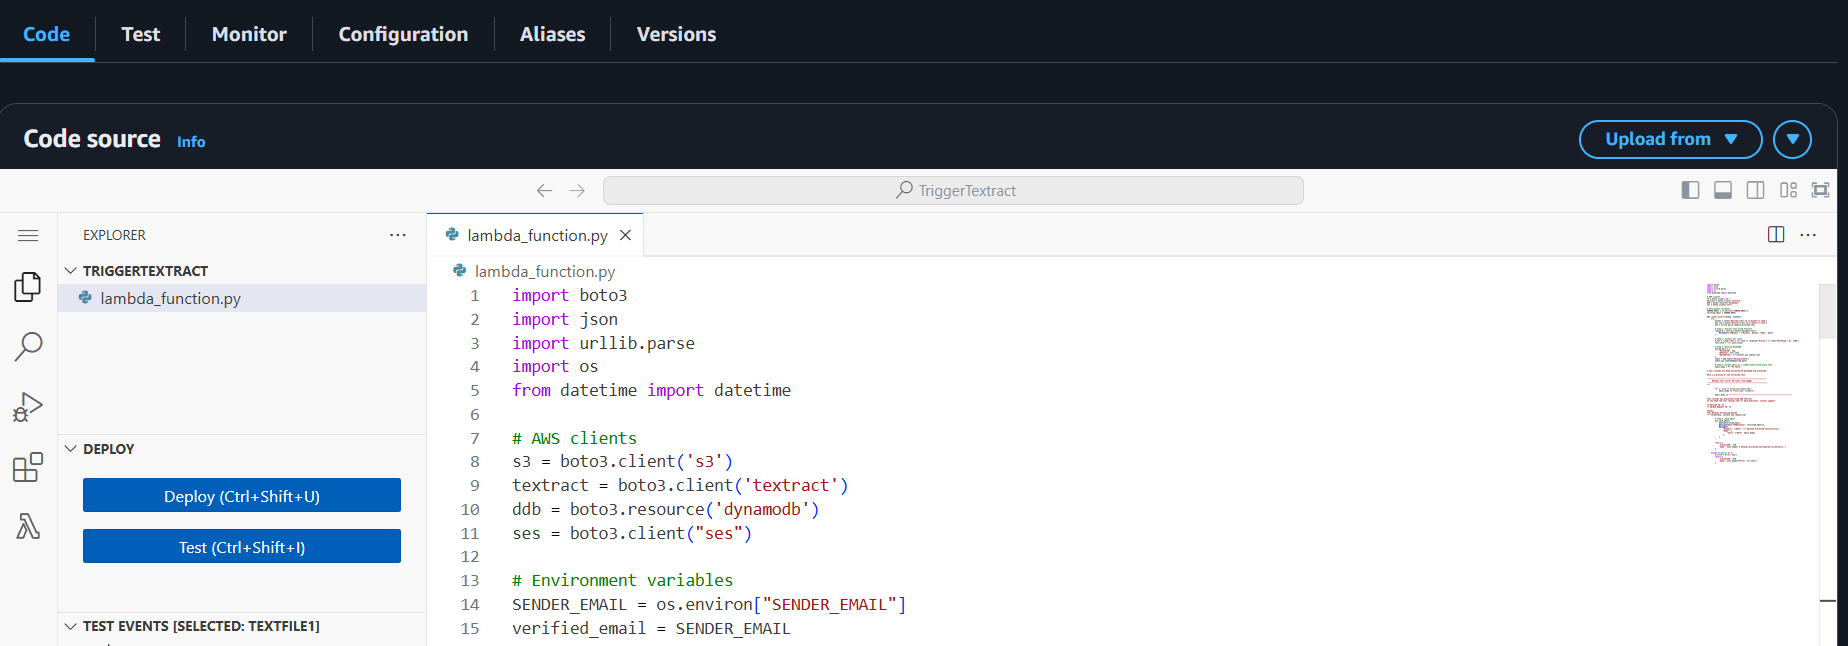 Code Test Monitor Configuration Aliases Versions
Code source Info Upload from
TriggerTextract
EXPLORER
TRIGGERTEXTRACT
lambda_function.py
DEPLOY
Deploy (Ctrl+Shift+U)
Test (Ctrl+Shift+I)
TEST EVENTS [SELECTED: TEXTFILE1]
lambda_function.py
lambda_function.py
1 import boto3
2 import json
3 import urllib.parse
4 import os
5 from datetime import datetime
6
7 # AWS clients
8 s3 = boto3.client('s3')
9 textract = boto3.client('textract')
10 ddb = boto3.resource('dynamodb')
11 ses = boto3.client("ses")
12
13 # Environment variables
14 SENDER_EMAIL = os.environ["SENDER_EMAIL"]
15 verified_email = SENDER_EMAIL